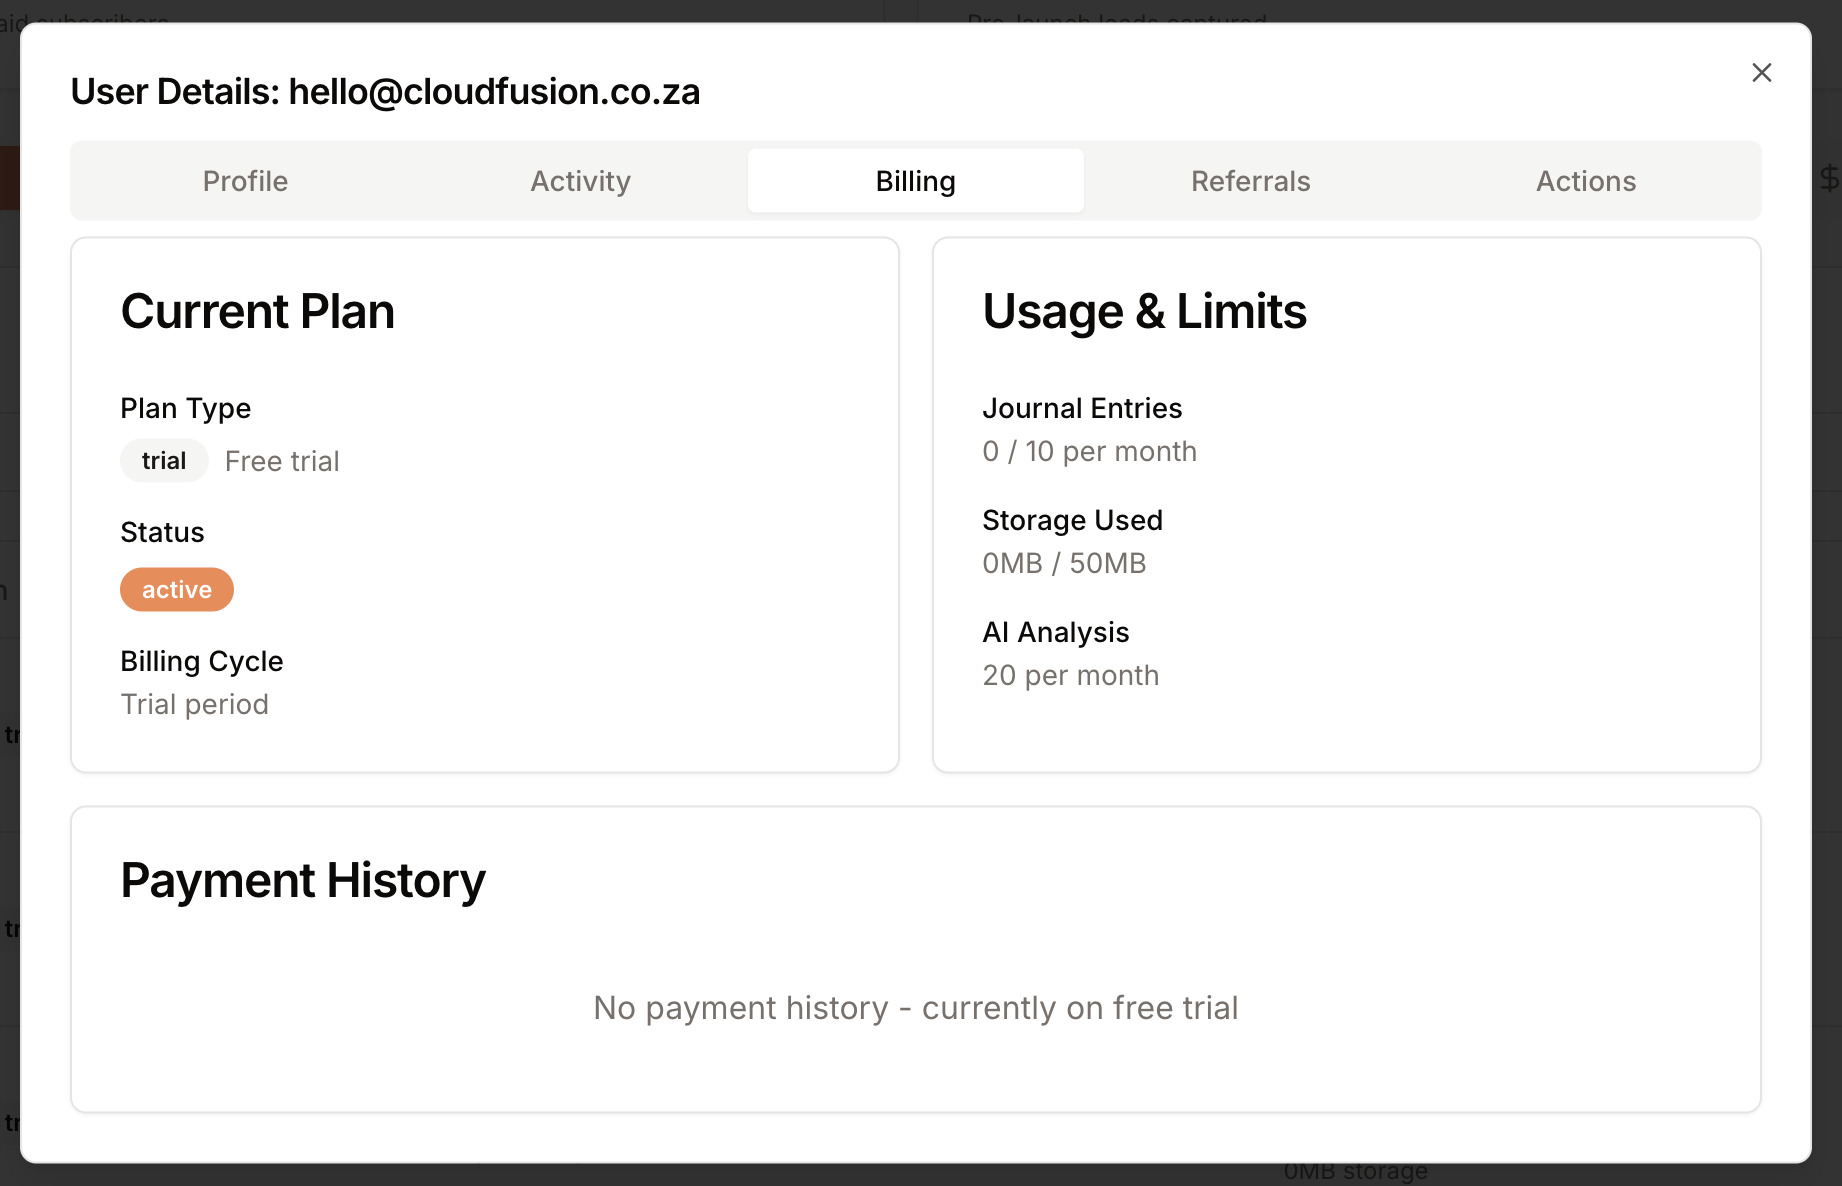 User Details: hello@cloudfusion.co.za
Profile
Activity
Billing
Referrals
Actions
$
Current Plan
Plan Type
trial Free trial
Status
active
Billing Cycle
Trial period
Usage & Limits
Journal Entries
0 / 10 per month
Storage Used
0MB / 50MB
AI Analysis
20 per month
Payment History
No payment history - currently on free trial
0MB storage